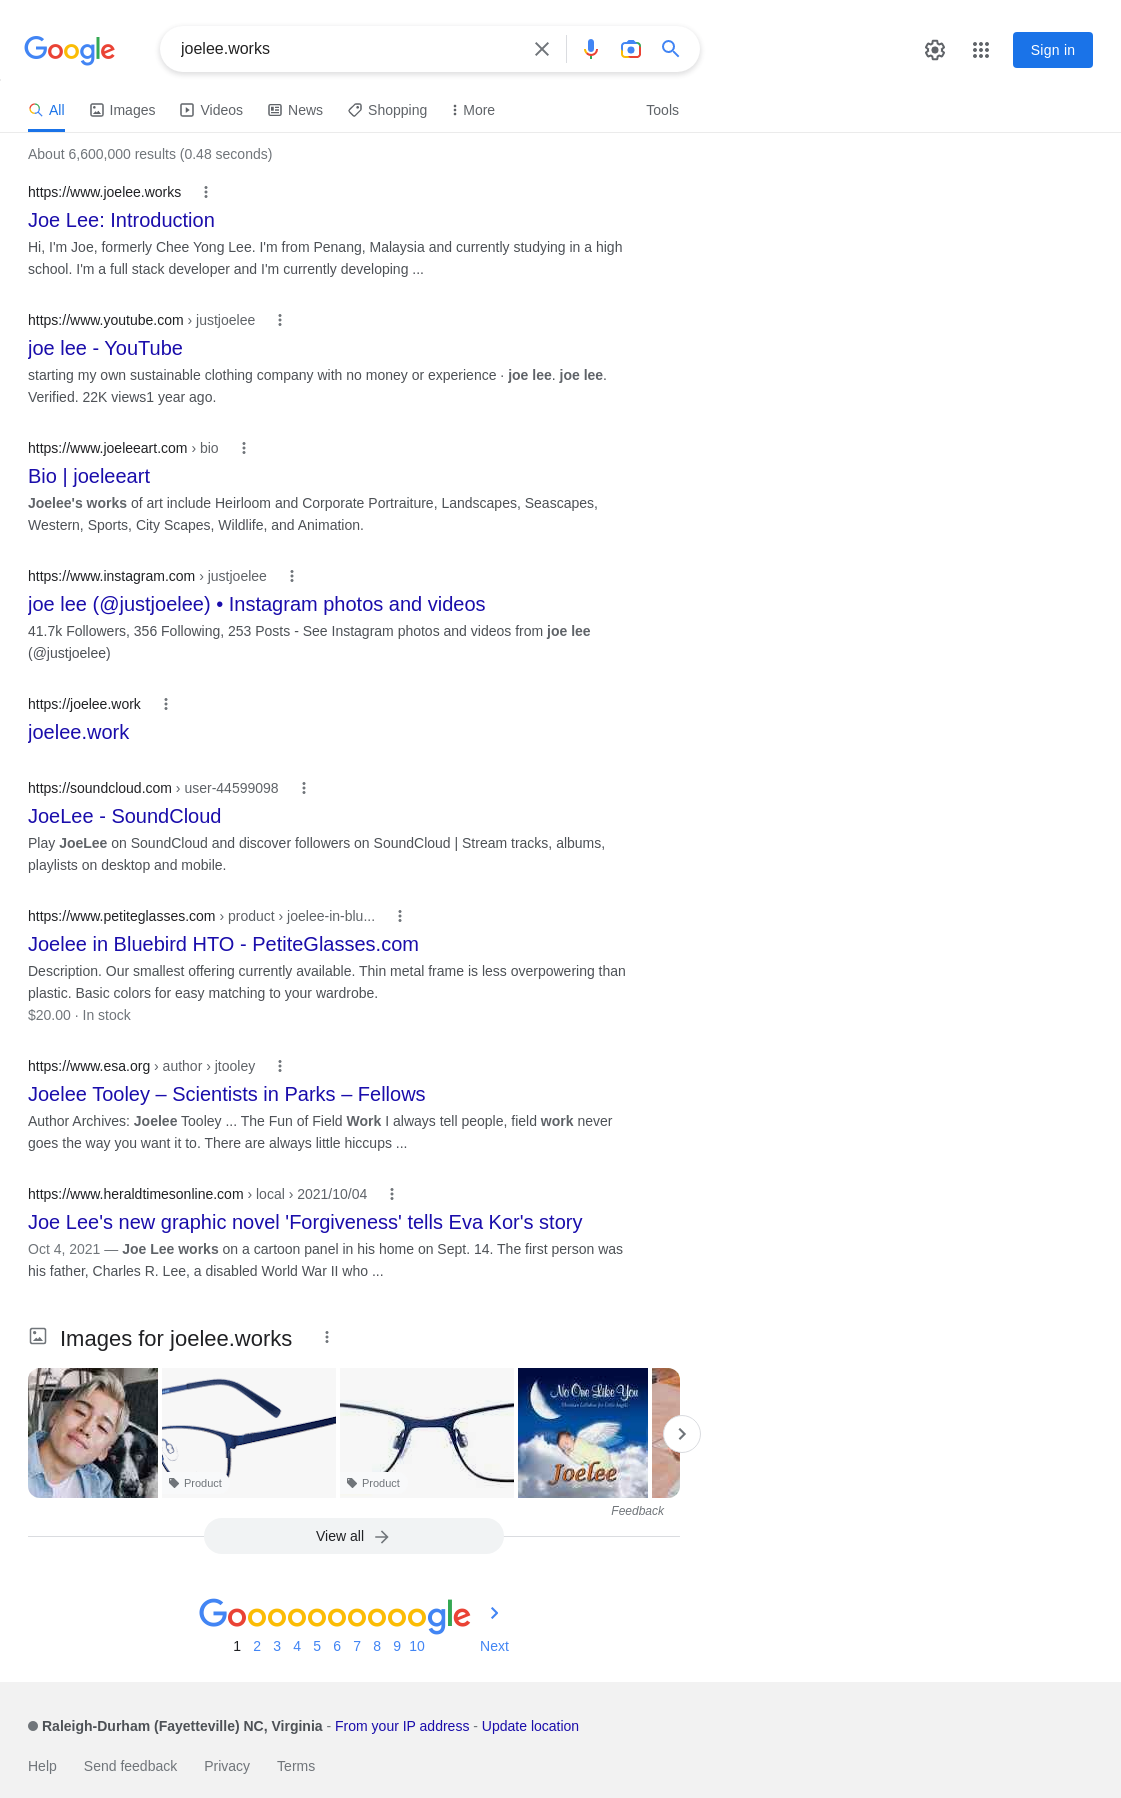 Google
joelee.works
Sign in
All
Images
Videos
News
Shopping
More
Tools
About 6,600,000 results (0.48 seconds)
https://www.joelee.works
Joe Lee: Introduction
Hi, I'm Joe, formerly Chee Yong Lee. I'm from Penang, Malaysia and currently studying in a high
school. I'm a full stack developer and I'm currently developing ...
https://www.youtube.com › justjoelee
joe lee - YouTube
starting my own sustainable clothing company with no money or experience · joe lee. joe lee.
Verified. 22K views1 year ago.
https://www.joeleeart.com › bio
Bio | joeleeart
Joelee's works of art include Heirloom and Corporate Portraiture, Landscapes, Seascapes,
Western, Sports, City Scapes, Wildlife, and Animation.
https://www.instagram.com › justjoelee
joe lee (@justjoelee) • Instagram photos and videos
41.7k Followers, 356 Following, 253 Posts - See Instagram photos and videos from joe lee
(@justjoelee)
https://joelee.work
joelee.work
https://soundcloud.com › user-44599098
JoeLee - SoundCloud
Play JoeLee on SoundCloud and discover followers on SoundCloud | Stream tracks, albums,
playlists on desktop and mobile.
https://www.petiteglasses.com › product › joelee-in-blu...
Joelee in Bluebird HTO - PetiteGlasses.com
Description. Our smallest offering currently available. Thin metal frame is less overpowering than
plastic. Basic colors for easy matching to your wardrobe.
$20.00 · In stock
https://www.esa.org › author › jtooley
Joelee Tooley – Scientists in Parks – Fellows
Author Archives: Joelee Tooley ... The Fun of Field Work I always tell people, field work never
goes the way you want it to. There are always little hiccups ...
https://www.heraldtimesonline.com › local › 2021/10/04
Joe Lee's new graphic novel 'Forgiveness' tells Eva Kor's story
Oct 4, 2021 — Joe Lee works on a cartoon panel in his home on Sept. 14. The first person was
his father, Charles R. Lee, a disabled World War II who ...
Images for joelee.works
Product
Product
No One Like You
Joelee
Feedback
View all
Goooooooooogle
1 2 3 4 5 6 7 8 9 10 Next
Raleigh-Durham (Fayetteville) NC, Virginia - From your IP address - Update location
Help Send feedback Privacy Terms